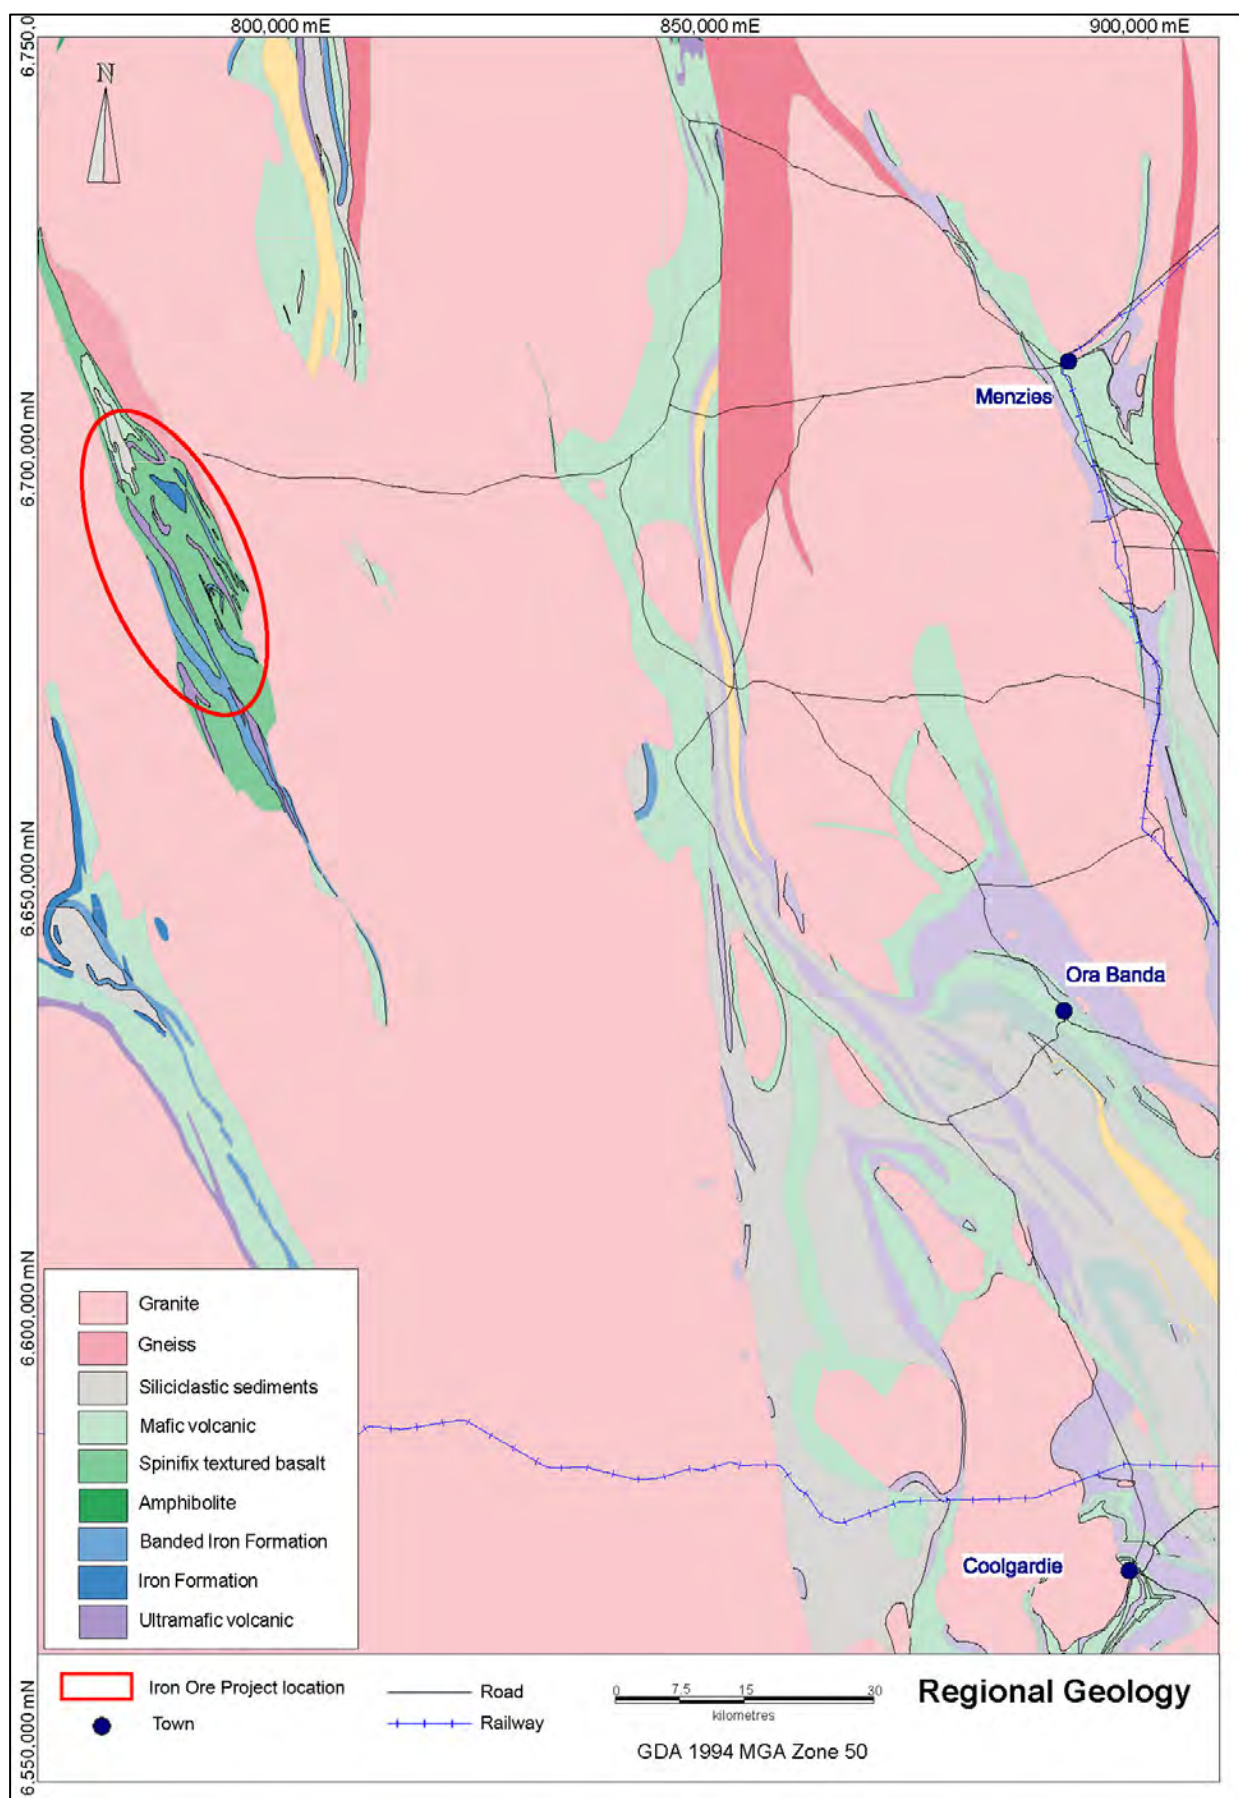 800,000 mE
850,000 mE
900,000 mE
6.750.0
N
6.700,000 mN
6.650,000 mN
6.600,000 mN
6.550,000 mN
Menzies
Ora Banda
Coolgardie
Granite
Gneiss
Siliciclastic sediments
Mafic volcanic
Spinifix textured basalt
Amphibolite
Banded Iron Formation
Iron Formation
Ultramafic volcanic
Iron Ore Project location
Town
Road
Railway
0 7.5 15 30
kilometres
GDA 1994 MGA Zone 50
Regional Geology